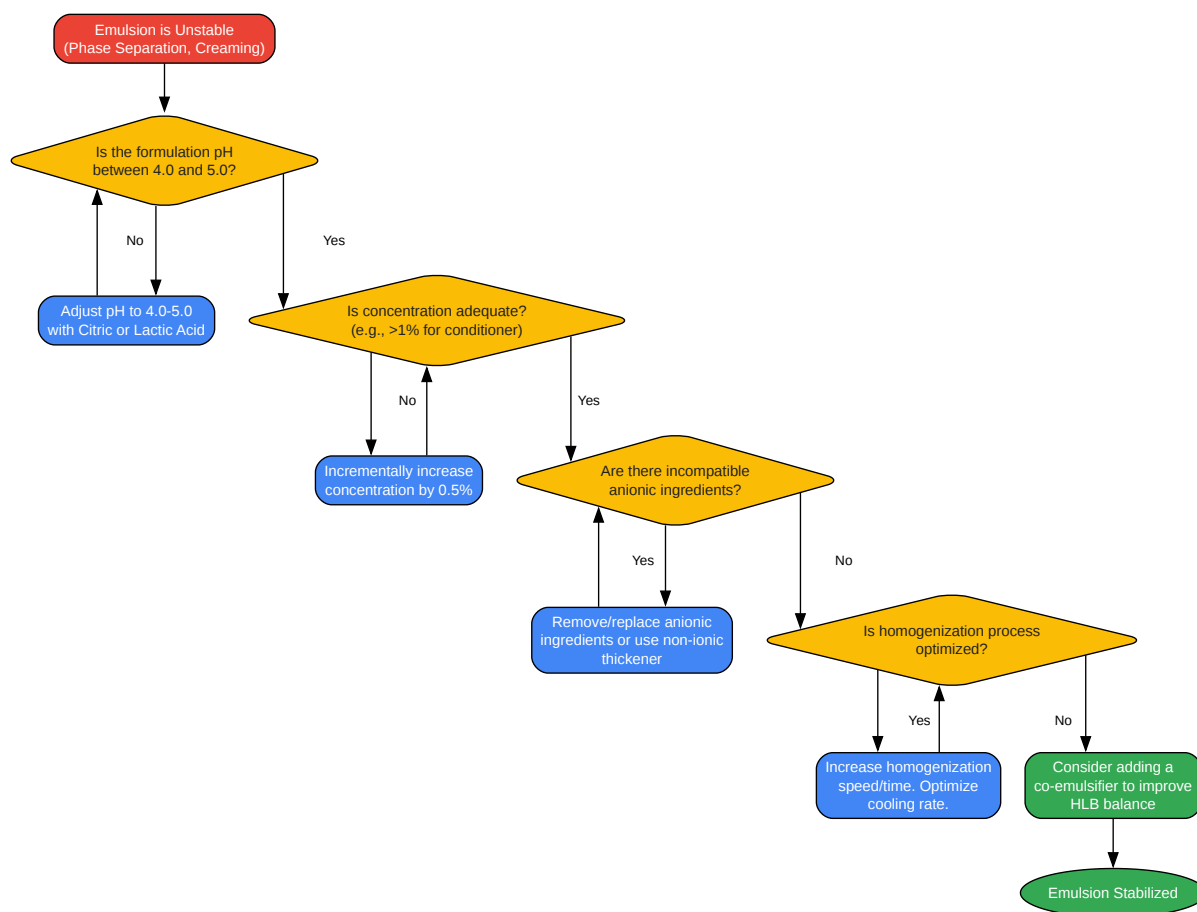 Emulsion is Unstable
(Phase Separation, Creaming)
Is the formulation pH
between 4.0 and 5.0?
No
Yes
Adjust pH to 4.0-5.0
with Citric or Lactic Acid
Is concentration adequate?
(e.g., >1% for conditioner)
No
Yes
Incrementally increase
concentration by 0.5%
Are there incompatible
anionic ingredients?
Yes
No
Remove/replace anionic
ingredients or use non-ionic
thickener
Is homogenization process
optimized?
Yes
No
Increase homogenization
speed/time. Optimize
cooling rate.
Consider adding a
co-emulsifier to improve
HLB balance
Emulsion Stabilized